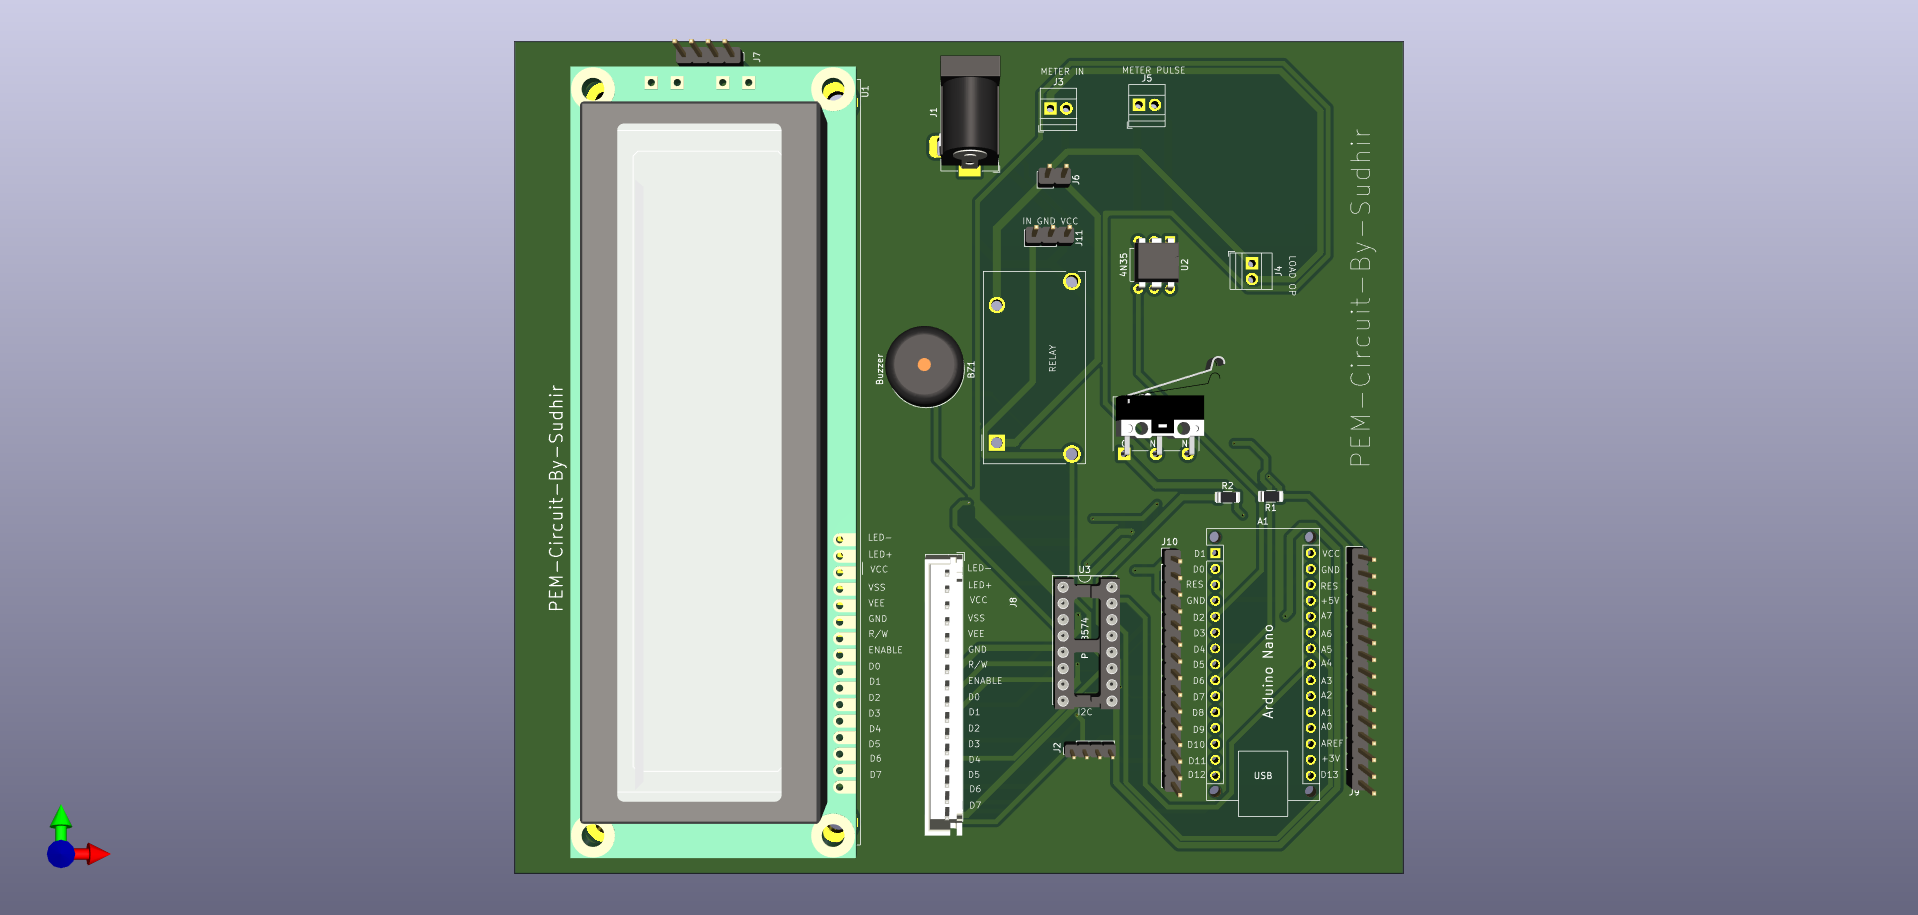 J7
U1
PEM-Circuit-By-Sudhir
J1
METER IN
J3
METER PULSE
J5
J6
IN GND VCC
J11
4N35
U2
J4
LOAD OP
PEM-Circuit-By-Sudhir
RELAY
Buzzer
BZ1
R2
R1
A1
LED-
LED+
VCC
VSS
VEE
GND
R/W
ENABLE
D0
D1
D2
D3
D4
D5
D6
D7
LED-
LED+
VCC
VSS
VEE
GND
R/W
ENABLE
D0
D1
D2
D3
D4
D5
D6
D7
J8
U3
I2C
J2
J10
D1
D0
RES
GND
D2
D3
D4
D5
D6
D7
D8
D9
D10
D11
D12
Arduino Nano
USB
VCC
GND
RES
+5V
A7
A6
A5
A4
A3
A2
A1
A0
AREF
+3V
D13
J9